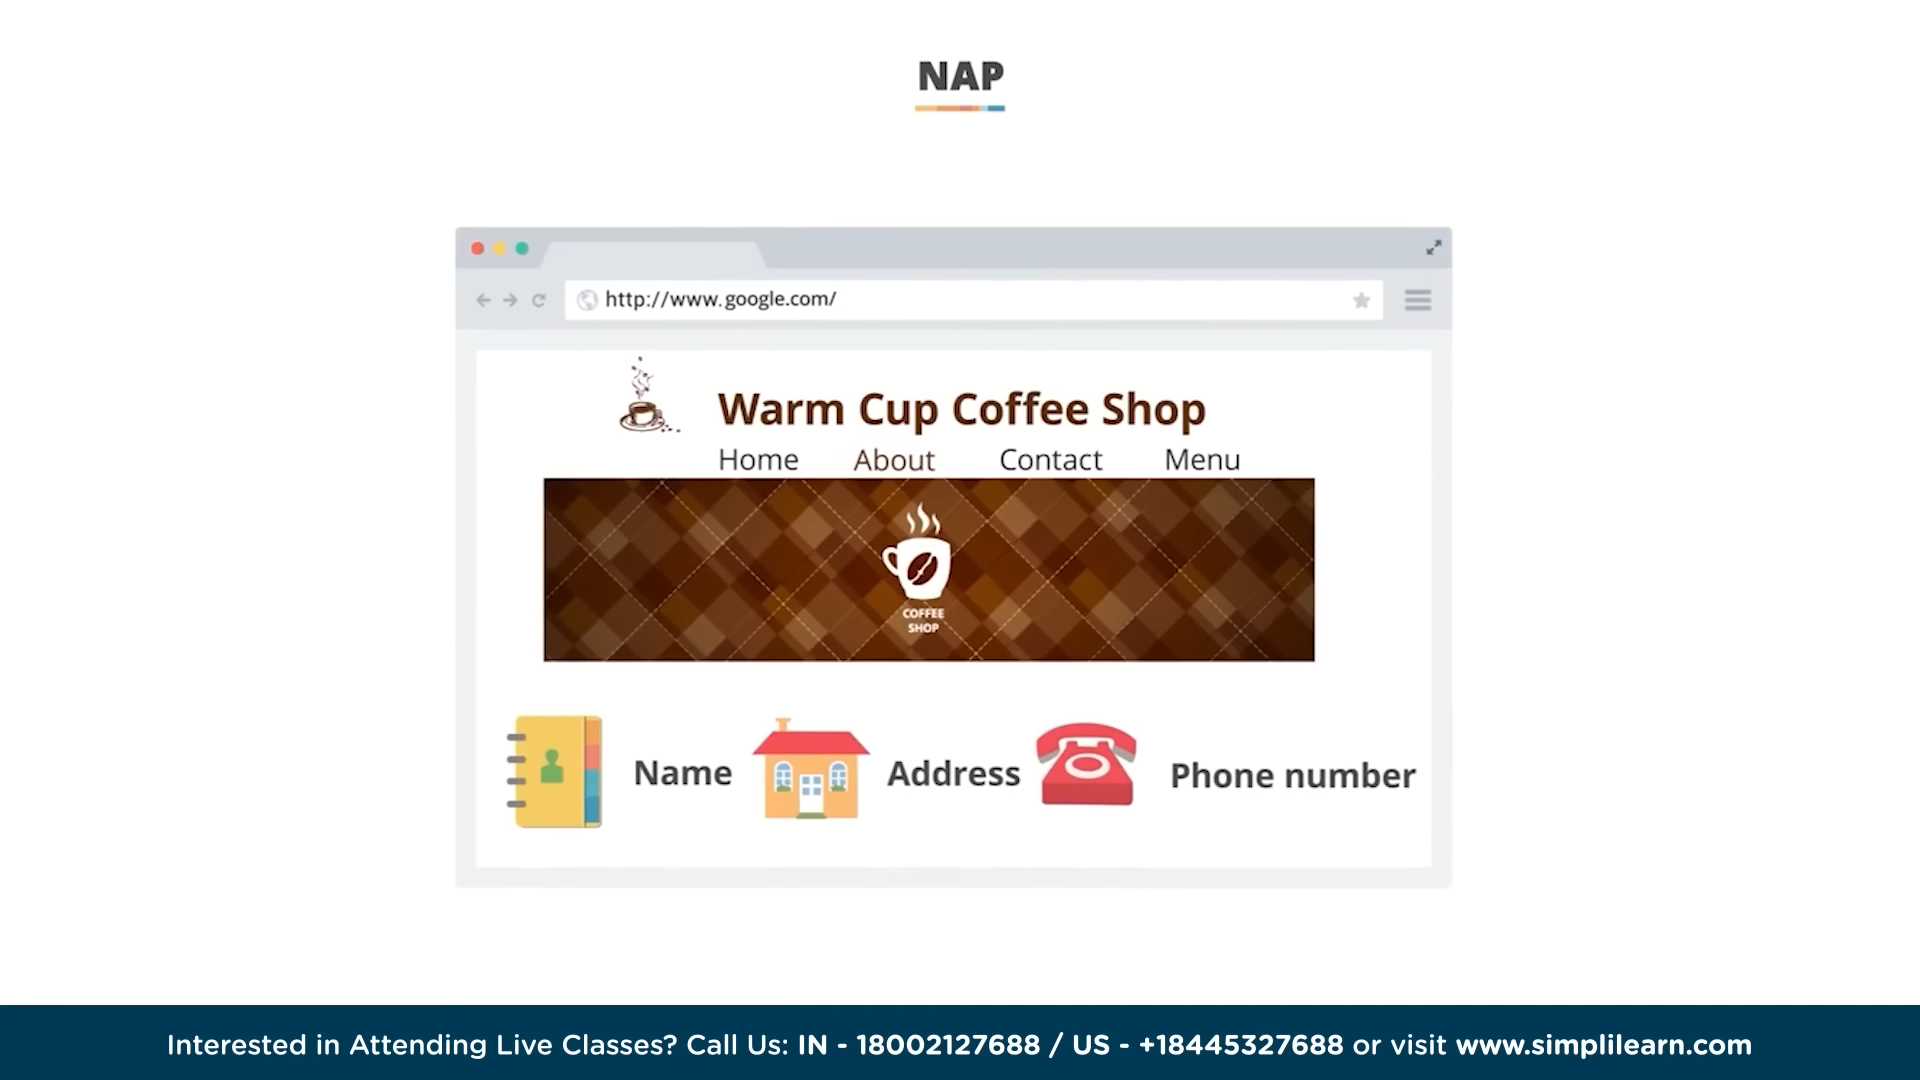 NAP
http://www.google.com/
Warm Cup Coffee Shop
Home About Contact Menu
COFFEE
SHOP
Name Address Phone number
Interested in Attending Live Classes? Call Us: IN - 18002127688 / US - +18445327688 or visit www.simplilearn.com